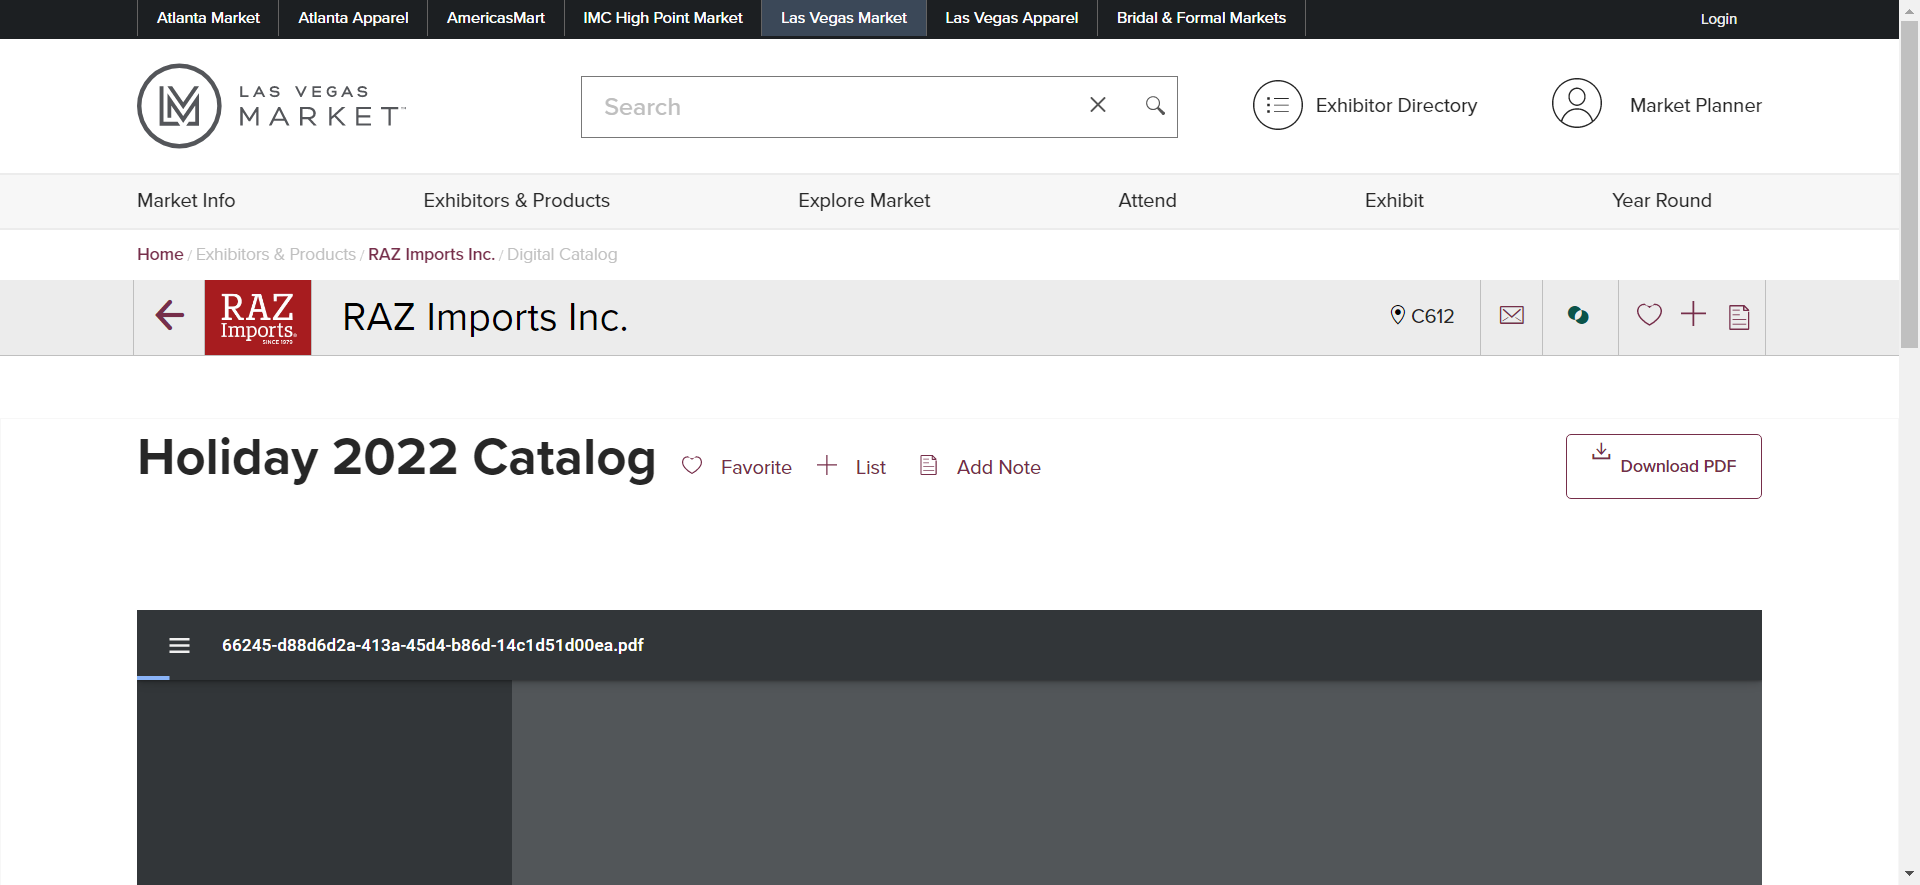 Atlanta Market Atlanta Apparel AmericasMart IMC High Point Market Las Vegas Market Las Vegas Apparel Bridal & Formal Markets Login
LAS VEGAS
MARKET™
Search
Exhibitor Directory
Market Planner
Market Info Exhibitors & Products Explore Market Attend Exhibit Year Round
Home / Exhibitors & Products / RAZ Imports Inc. / Digital Catalog
RAZ
Imports®
SINCE 1979
RAZ Imports Inc.
C612
Holiday 2022 Catalog
Favorite
List
Add Note
Download PDF
66245-d88d6d2a-413a-45d4-b86d-14c1d51d00ea.pdf